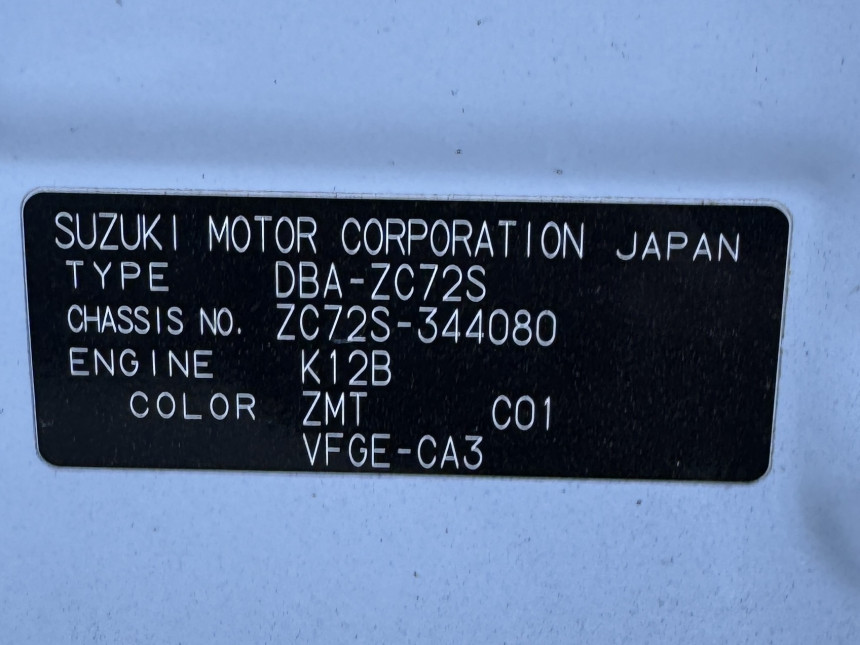 SUZUKI MOTOR CORPORATION JAPAN
TYPE DBA-ZC72S
CHASSIS NO. ZC72S-344080
ENGINE K12B
COLOR ZMT C01
VFGE-CA3